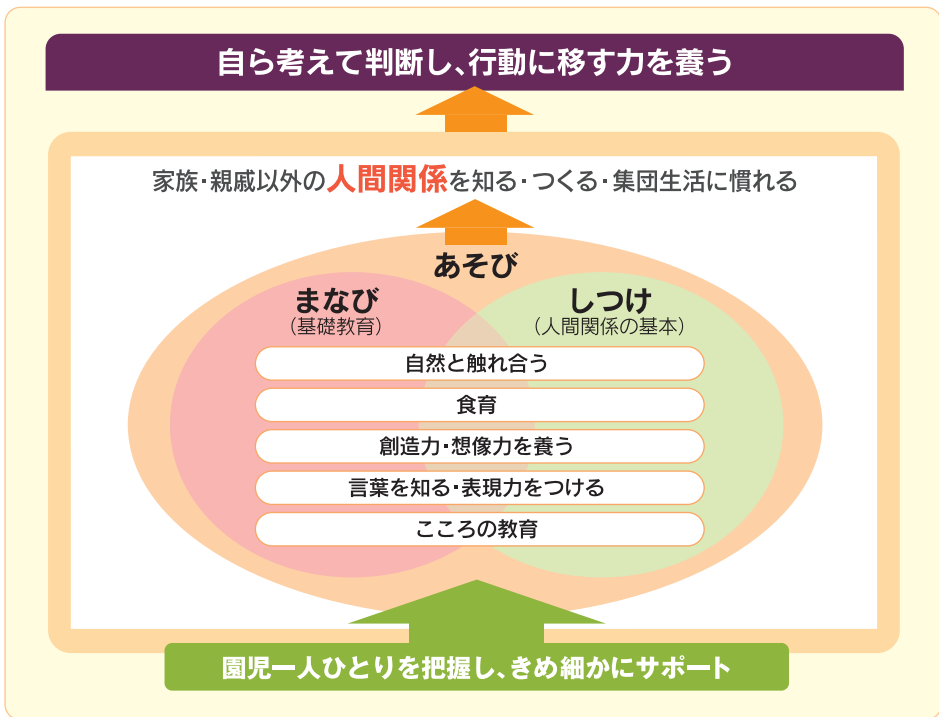 自ら考えて判断し、行動に移す力を養う
家族・親戚以外の人間関係を知る・つくる・集団生活に慣れる
あそび
まなび
（基礎教育）
しつけ
（人間関係の基本）
自然と触れ合う
食育
創造力・想像力を養う
言葉を知る・表現力をつける
こころの教育
園児一人ひとりを把握し、きめ細かにサポート